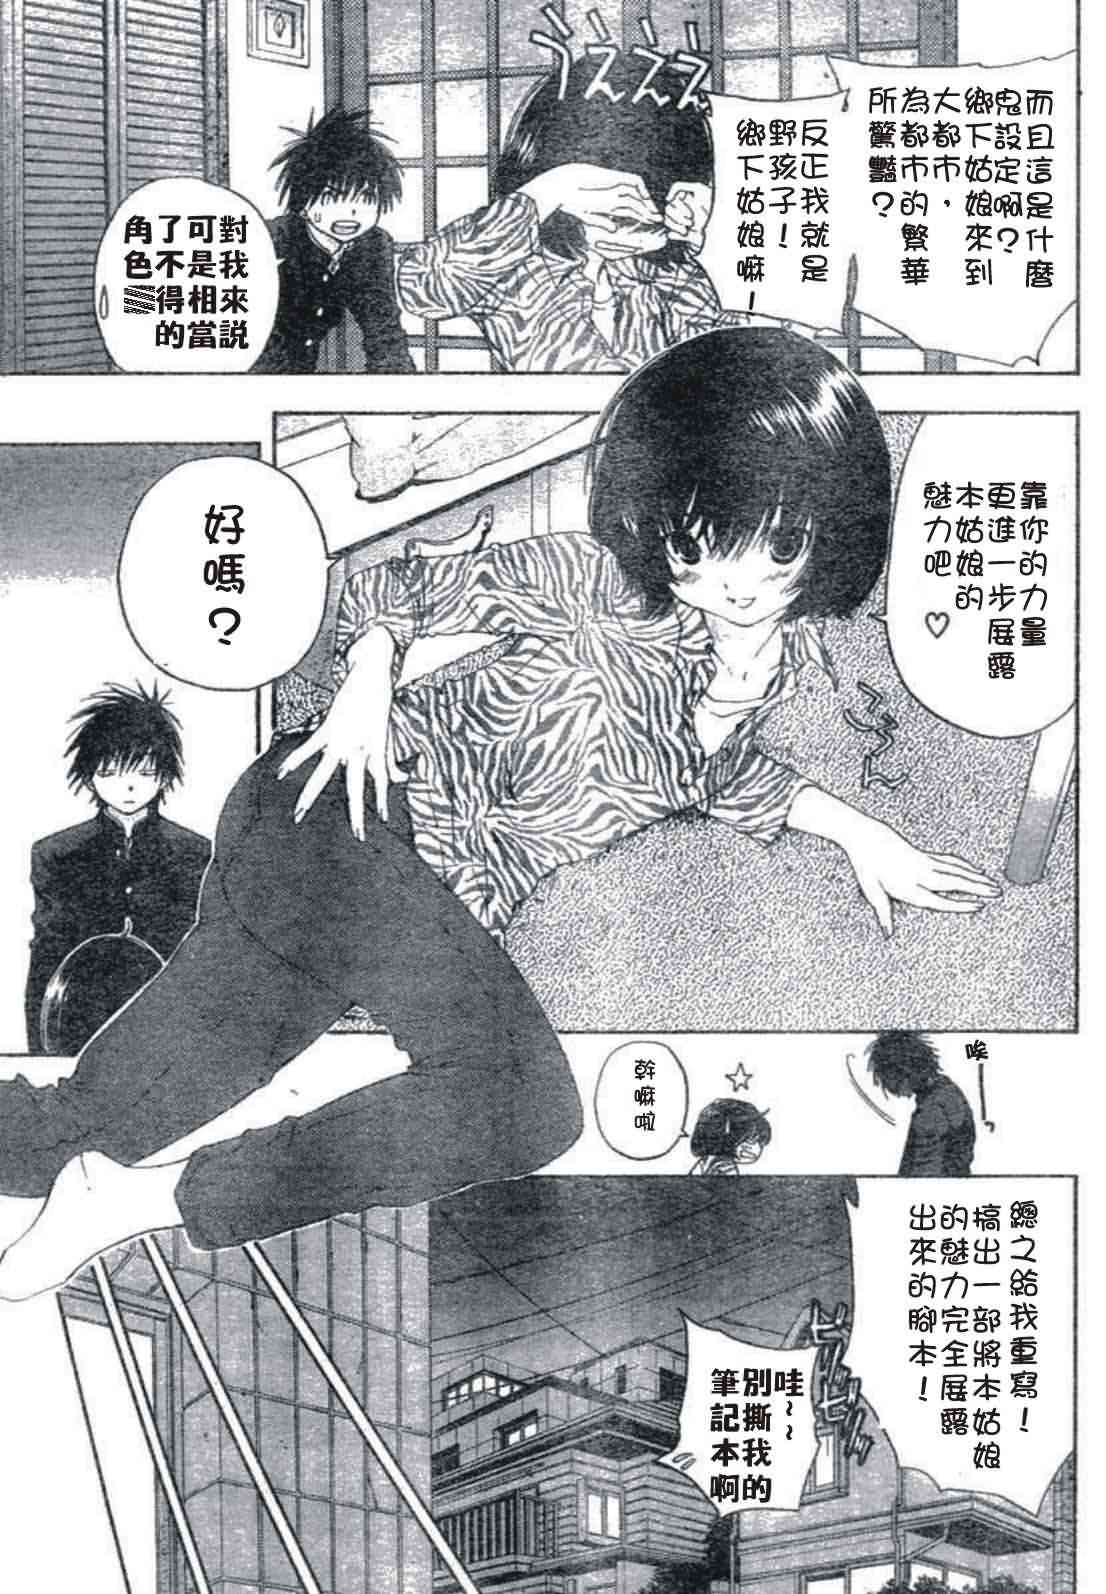 而且這是什麼
鬼設定啊？
鄉下姑娘來到
大都市，
為都市的繁華
所驚豔？
反正我就是
野孩子！
鄉下姑娘嘛！
うえええ
對我來説
可是相當
了不得的
角色
靠你的力量
更進一步展露
本姑娘的
魅力吧♡
好嗎？
唉
幹嘛啦
總之給我重寫！
搞出一部將本姑娘
的魅力完全展露
出來的腳本！
哇~~
別撕我的
筆記本啊